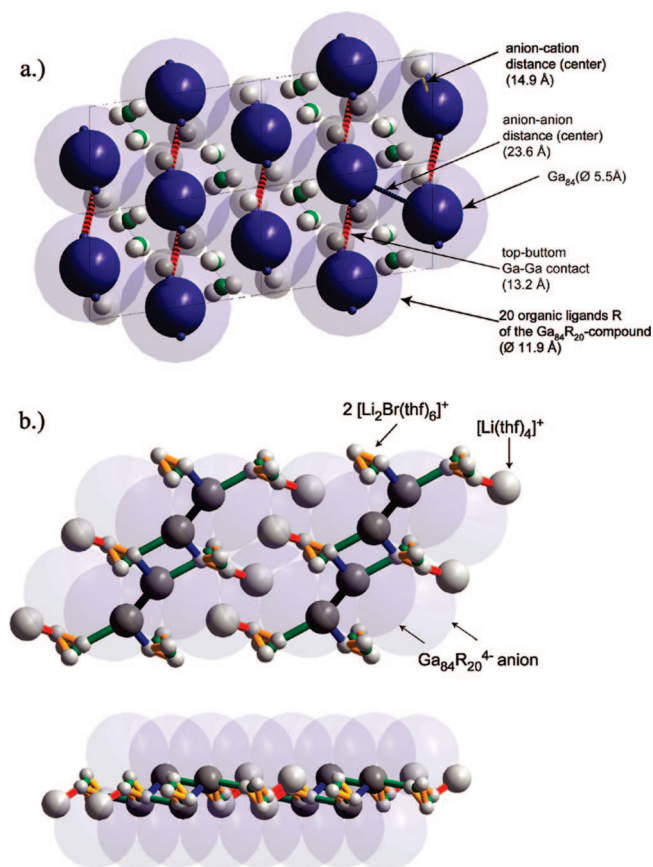 a.)
anion-cation
distance (center)
(14.9 Å)
anion-anion
distance (center)
(23.6 Å)
Ga84(Ø 5.5Å)
top-buttom
Ga-Ga contact
(13.2 Å)
20 organic ligands R
of the Ga84R20-compound
(Ø 11.9 Å)
b.)
2 [Li2Br(thf)6]+
[Li(thf)4]+
Ga84R20 4- anion